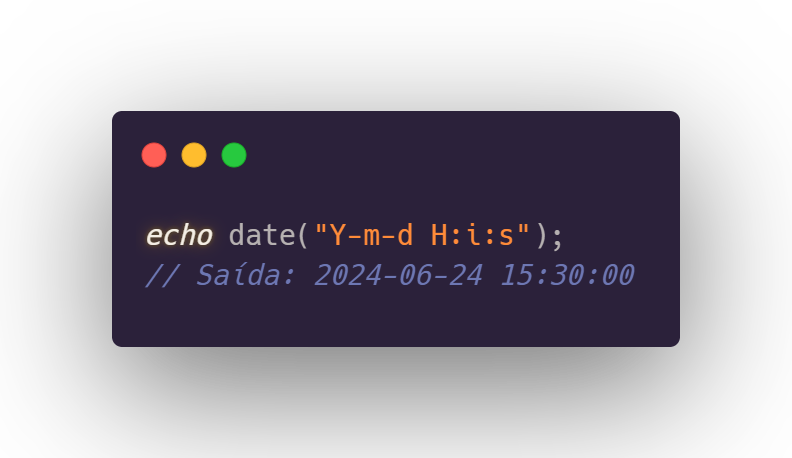 echo date("Y-m-d H:i:s");
// Saída: 2024-06-24 15:30:00